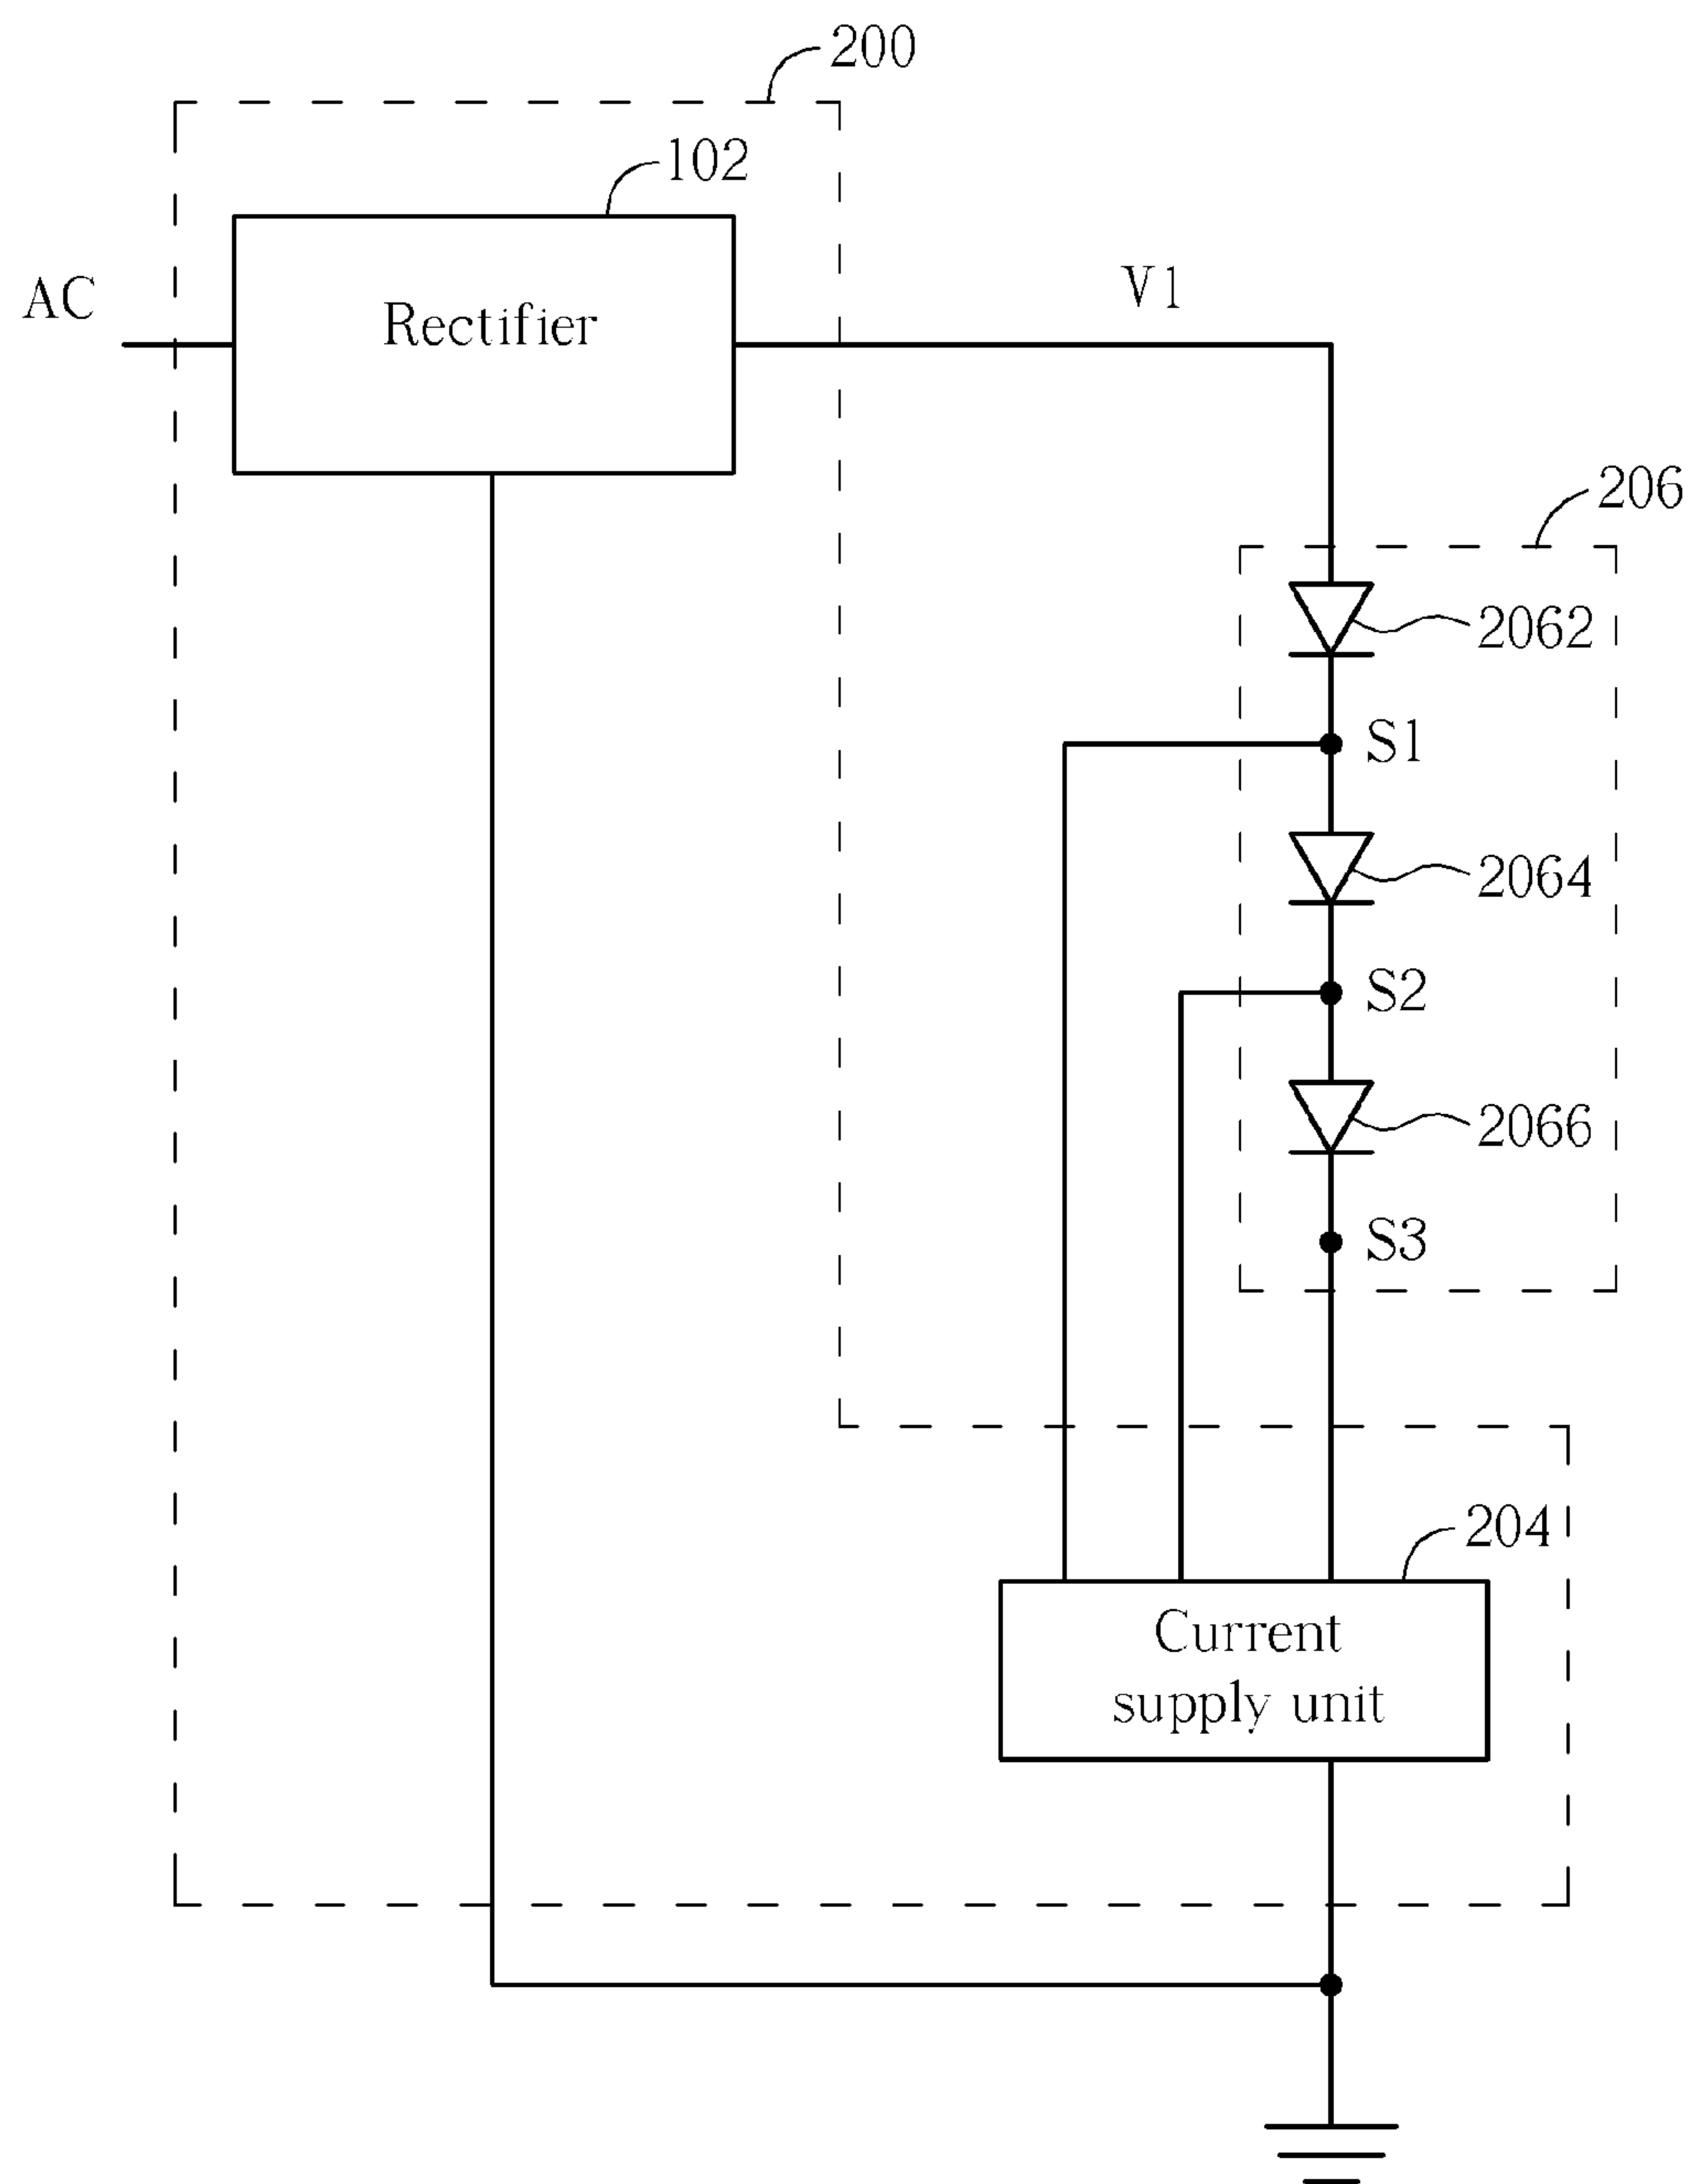 200
102
AC
Rectifier
V1
206
2062
S1
2064
S2
2066
S3
204
Current
supply unit